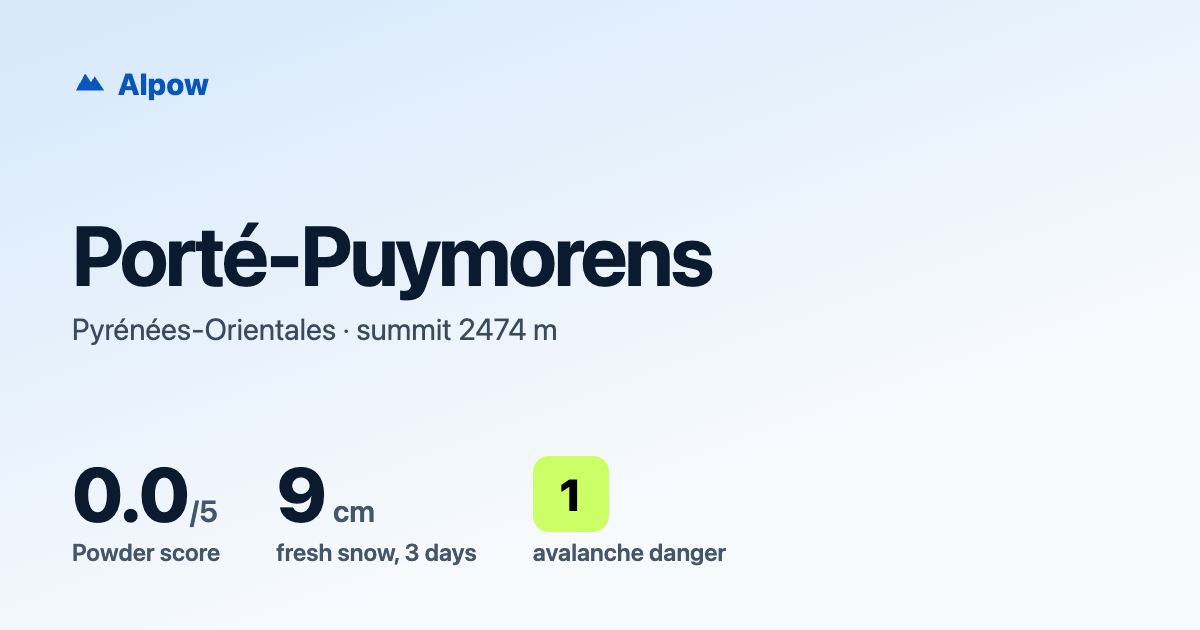 Alpow
Porté-Puymorens
Pyrénées-Orientales · summit 2474 m
0.0/5
Powder score
9 cm
fresh snow, 3 days
1
avalanche danger